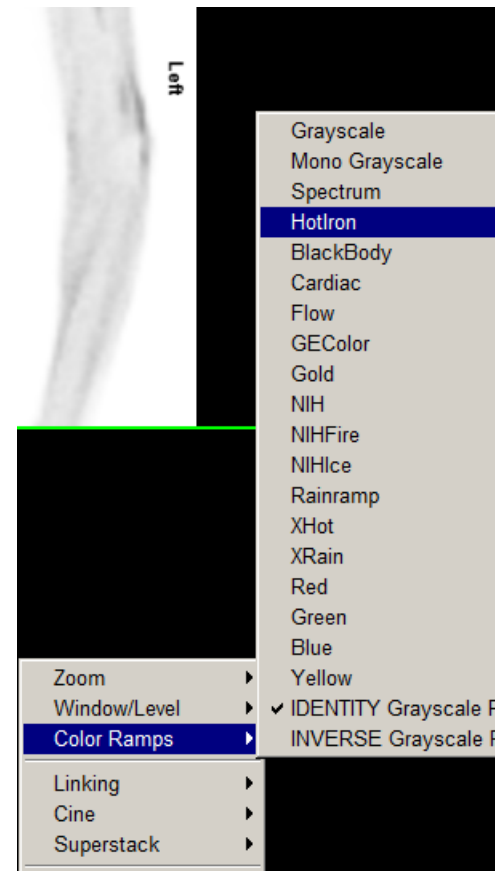 Left
Grayscale
Mono Grayscale
Spectrum
HotIron
BlackBody
Cardiac
Flow
GEColor
Gold
NIH
NIHFire
NIHIce
Rainramp
XHot
XRain
Red
Green
Blue
Yellow
IDENTITY Grayscale
INVERSE Grayscale
Zoom
Window/Level
Color Ramps
Linking
Cine
Superstack